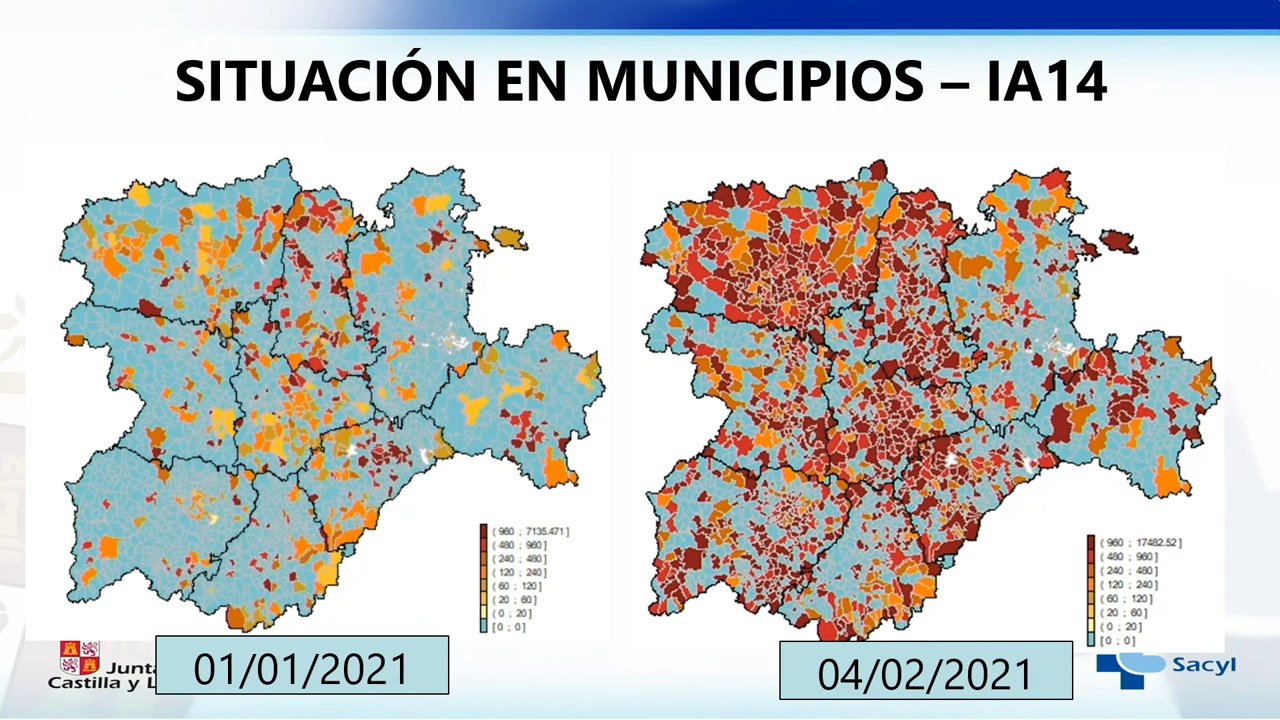 SITUACIÓN EN MUNICIPIOS – IA14
( 960 ; 7135.471 ]
( 480 ; 960 ]
( 240 ; 480 ]
( 120 ; 240 ]
( 60 ; 120 ]
( 20 ; 60 ]
( 0 ; 20 ]
[ 0 ; 0 ]
( 960 ; 17482.52 ]
( 480 ; 960 ]
( 240 ; 480 ]
( 120 ; 240 ]
( 60 ; 120 ]
( 20 ; 60 ]
( 0 ; 20 ]
[ 0 ; 0 ]
Junta
Castilla y L
01/01/2021
04/02/2021
Sacyl